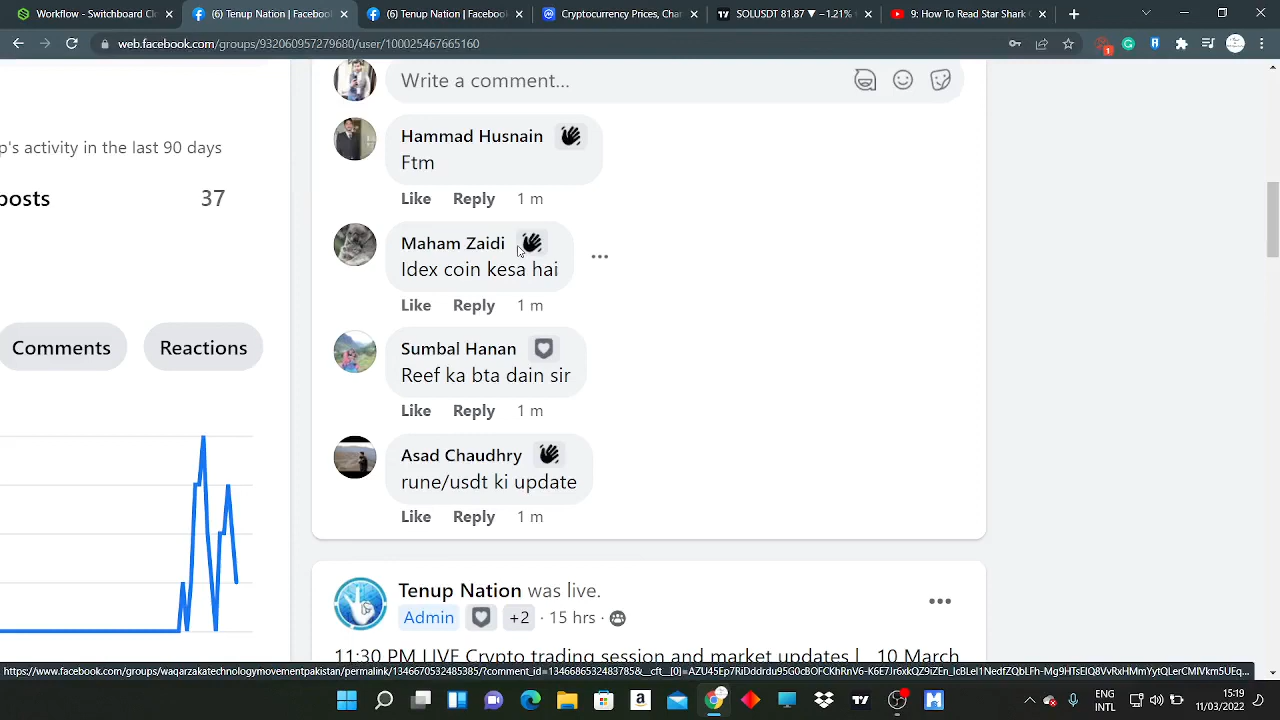 Workflow - Switchboard Cl
(6) Tenup Nation | Facebook
(6) Tenup Nation | Facebook
Cryptocurrency Prices, Chart
SOLUSDT 81.87 ▼ −1.21%
9: How To Read Star Shark
web.facebook.com/groups/932060957279680/user/100025467665160
1
Write a comment...
Hammad Husnain
Ftm
Like Reply 1 m
p's activity in the last 90 days
posts 37
Maham Zaidi
Idex coin kesa hai
Like Reply 1 m
Comments Reactions
Sumbal Hanan
Reef ka bta dain sir
Like Reply 1 m
Asad Chaudhry
rune/usdt ki update
Like Reply 1 m
Tenup Nation was live.
Admin +2 · 15 hrs ·
11:30 PM LIVE Crypto trading session and market updates | 10 March
ENG
INTL
15:19
11/03/2022